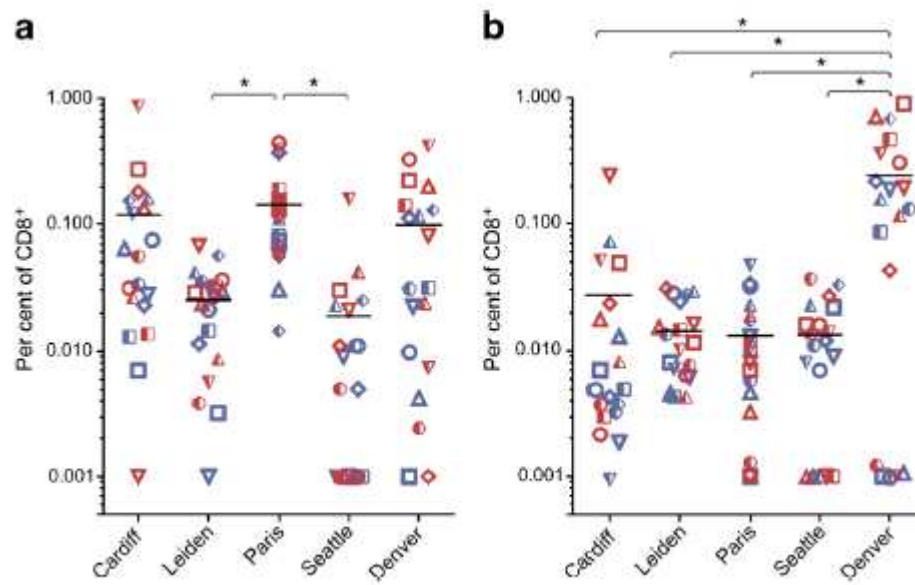 a
* *
1.000
0.100
0.010
0.001
Per cent of CD8+
Cardiff
Leiden
Paris
Seattle
Denver
b
*
*
*
*
1.000
0.100
0.010
0.001
Per cent of CD8+
Cardiff
Leiden
Paris
Seattle
Denver